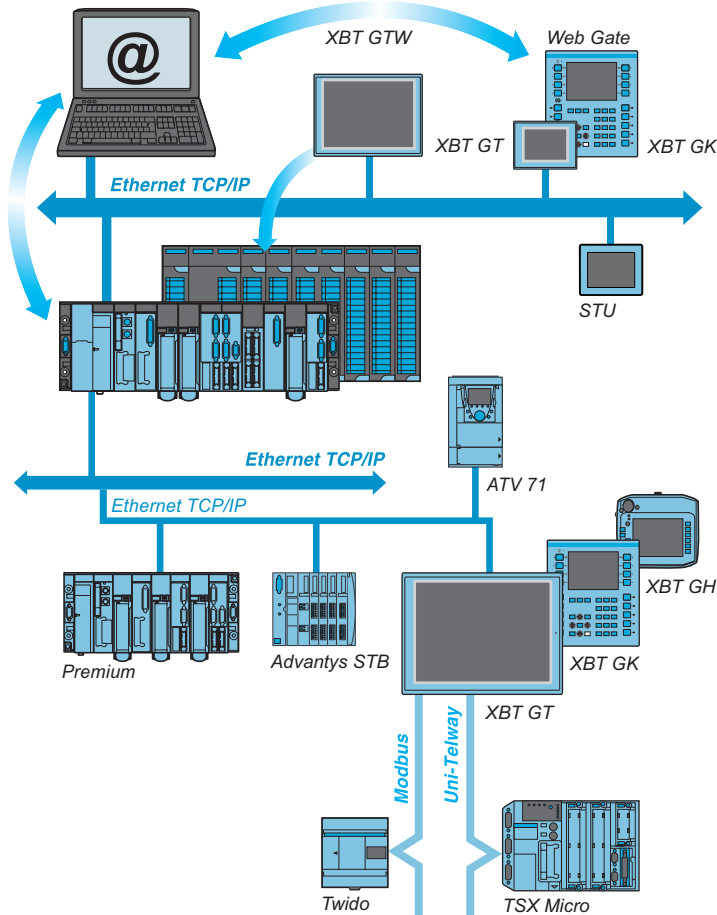 @
XBT GTW
Web Gate
XBT GT
XBT GK
Ethernet TCP/IP
STU
Ethernet TCP/IP
ATV 71
Ethernet TCP/IP
XBT GH
Premium
Advantys STB
XBT GK
XBT GT
Modbus
Uni-Telway
Twido
TSX Micro